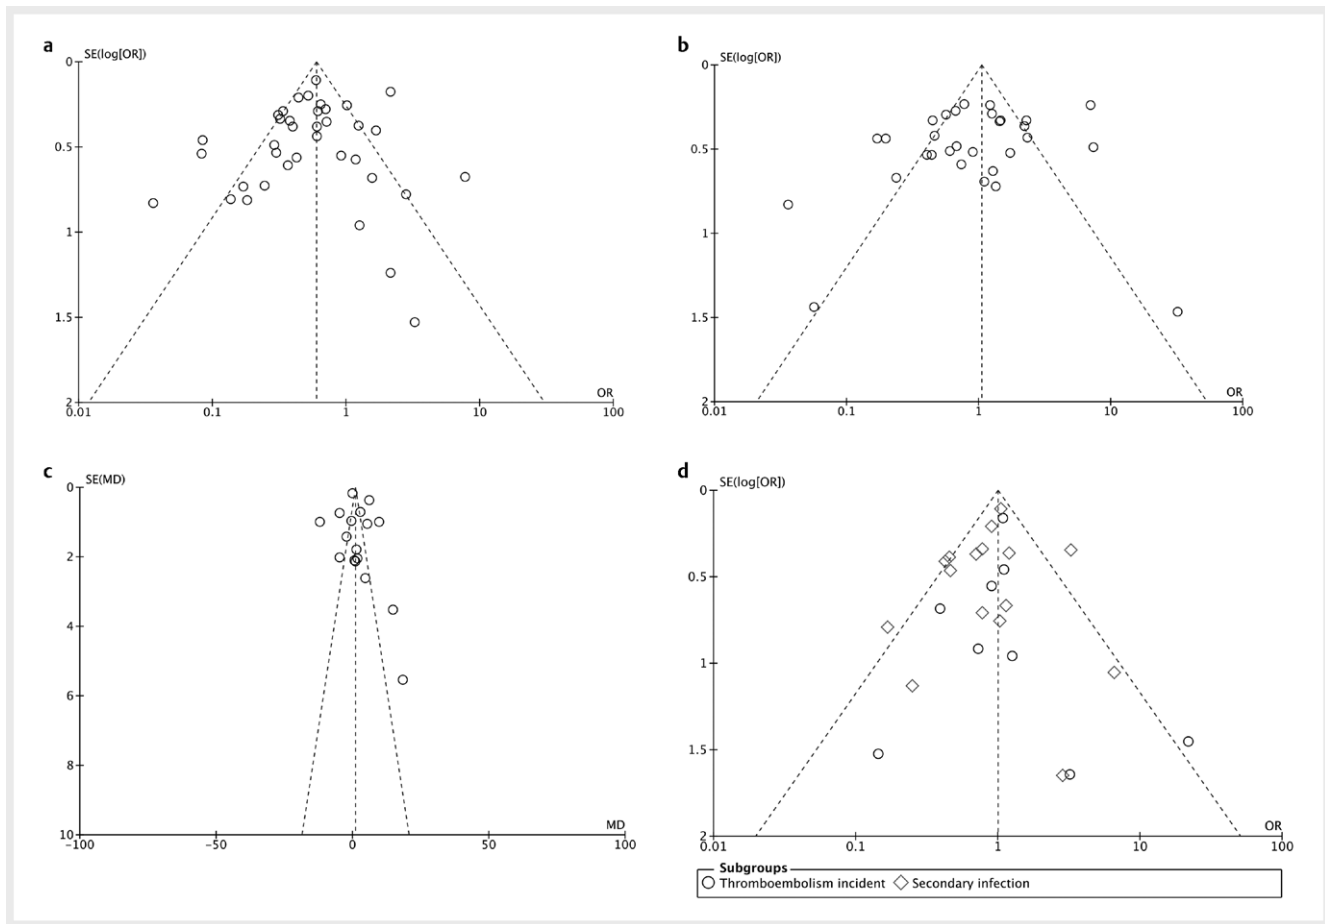 a
SE(log[OR])
0
0.5
1
1.5
2
0.01 0.1 1 10 100
OR
b
SE(log[OR])
0
0.5
1
1.5
2
0.01 0.1 1 10 100
OR
c
SE(MD)
0
2
4
6
8
10
-100 -50 0 50 100
MD
d
SE(log[OR])
0
0.5
1
1.5
2
0.01 0.1 1 10 100
OR
Subgroups
Thromboembolism incident Secondary infection